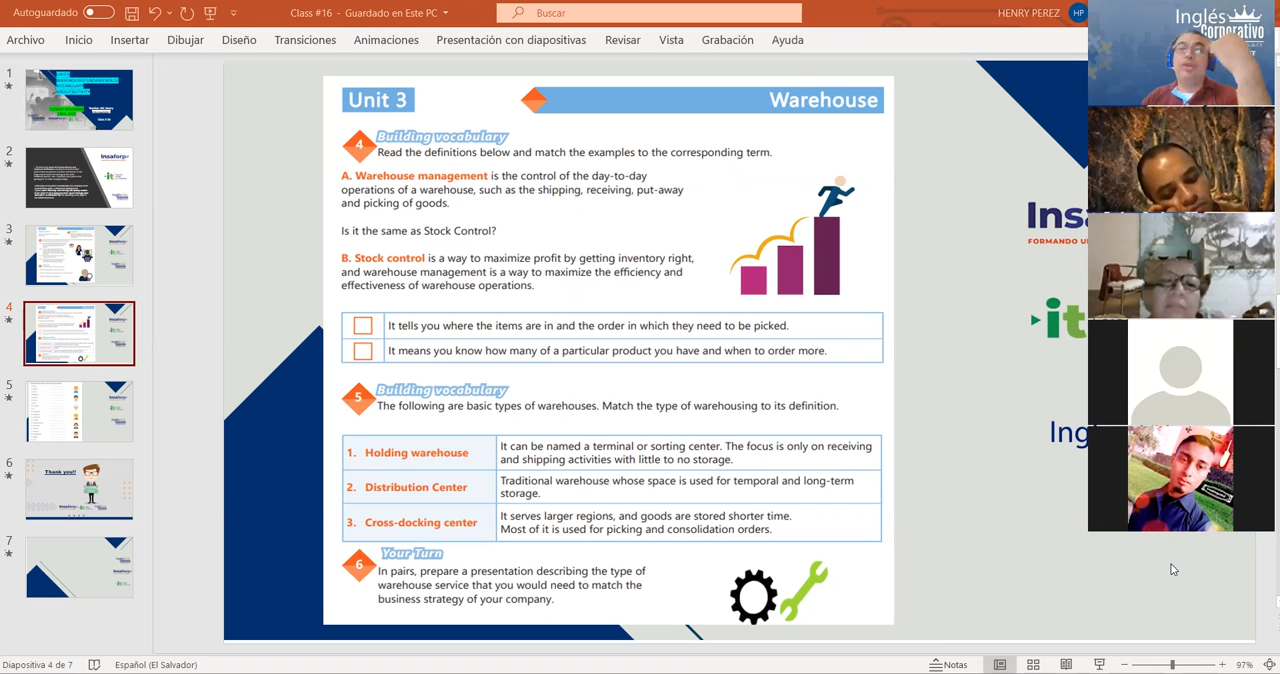 Autoguardado
Class #16 - Guardado en Este PC
Buscar
HENRY PEREZ
HP
Archivo Inicio Insertar Dibujar Diseño Transiciones Animaciones Presentación con diapositivas Revisar Vista Grabación Ayuda
Inglés
Corporativo
1
2
3
4
5
6
7
Insaforp
Thank you!!
Unit 3
Warehouse
4
Building vocabulary
Read the definitions below and match the examples to the corresponding term.
A. Warehouse management is the control of the day-to-day
operations of a warehouse, such as the shipping, receiving, put-away
and picking of goods.
Is it the same as Stock Control?
B. Stock control is a way to maximize profit by getting inventory right,
and warehouse management is a way to maximize the efficiency and
effectiveness of warehouse operations.
It tells you where the items are in and the order in which they need to be picked.
It means you know how many of a particular product you have and when to order more.
5
Building vocabulary
The following are basic types of warehouses. Match the type of warehousing to its definition.
1. Holding warehouse
It can be named a terminal or sorting center. The focus is only on receiving
and shipping activities with little to no storage.
2. Distribution Center
Traditional warehouse whose space is used for temporal and long-term
storage.
3. Cross-docking center
It serves larger regions, and goods are stored shorter time.
Most of it is used for picking and consolidation orders.
6
Your Turn
In pairs, prepare a presentation describing the type of
warehouse service that you would need to match the
business strategy of your company.
Ins
FORMANDO U
it
Ing
Diapositiva 4 de 7
Español (El Salvador)
Notas
97%